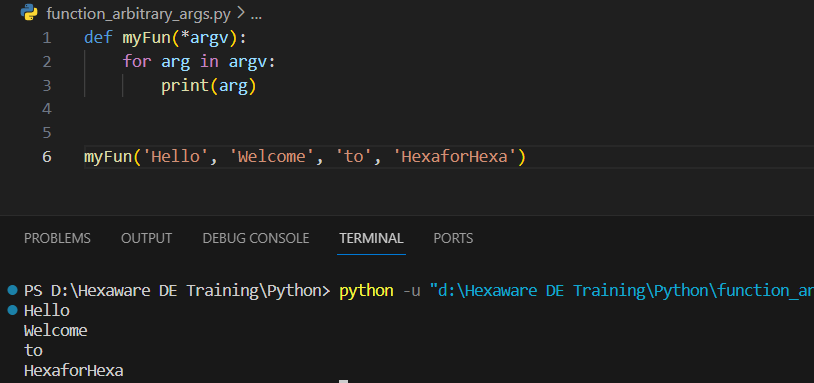 function_arbitrary_args.py > ...
1 def myFun(*argv):
2     for arg in argv:
3         print(arg)
4
5
6 myFun('Hello', 'Welcome', 'to', 'HexaforHexa')
PROBLEMS OUTPUT DEBUG CONSOLE TERMINAL PORTS
PS D:\Hexaware DE Training\Python> python -u "d:\Hexaware DE Training\Python\function_ar
Hello
Welcome
to
HexaforHexa